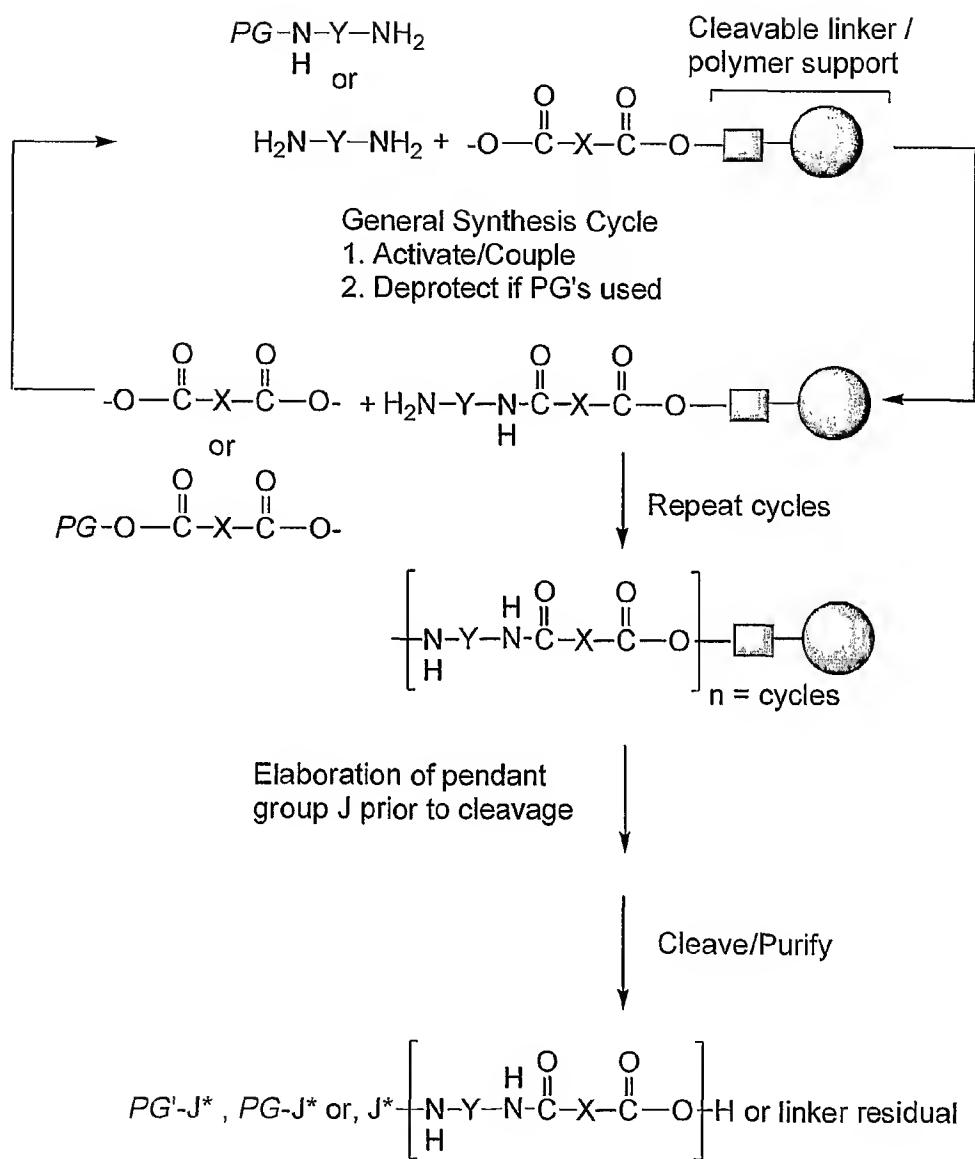 PG-N-Y-NH2
H
or
Cleavable linker /
polymer support
O O
H2N-Y-NH2 + -O-C-X-C-O
General Synthesis Cycle
1. Activate/Couple
2. Deprotect if PG's used
O O O O
-O-C-X-C-O- + H2N-Y-N-C-X-C-O
H
or
O O
PG-O-C-X-C-O-
Repeat cycles
H O O
N-Y-N-C-X-C-O
H
n = cycles
Elaboration of pendant
group J prior to cleavage
Cleave/Purify
H O O
PG'-J* , PG-J* or, J*-N-Y-N-C-X-C-O-H or linker residual
H